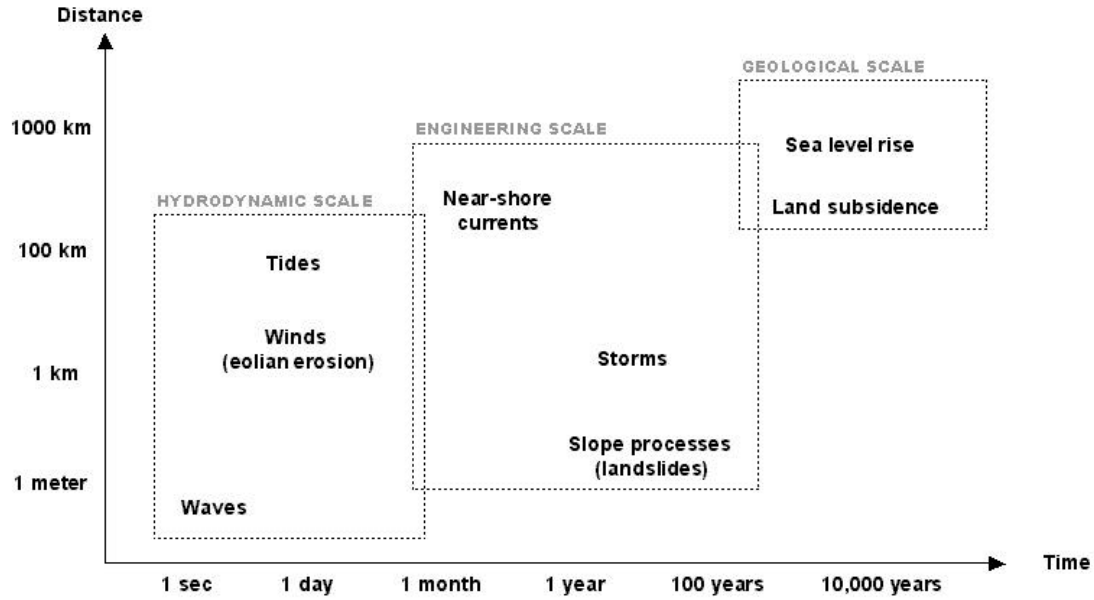 Distance
GEOLOGICAL SCALE
1000 km
ENGINEERING SCALE
Sea level rise
HYDRODYNAMIC SCALE
Near-shore
currents
Land subsidence
100 km
Tides
Winds
(eolian erosion)
1 km
Storms
Slope processes
(landslides)
1 meter
Waves
Time
1 sec
1 day
1 month
1 year
100 years
10,000 years